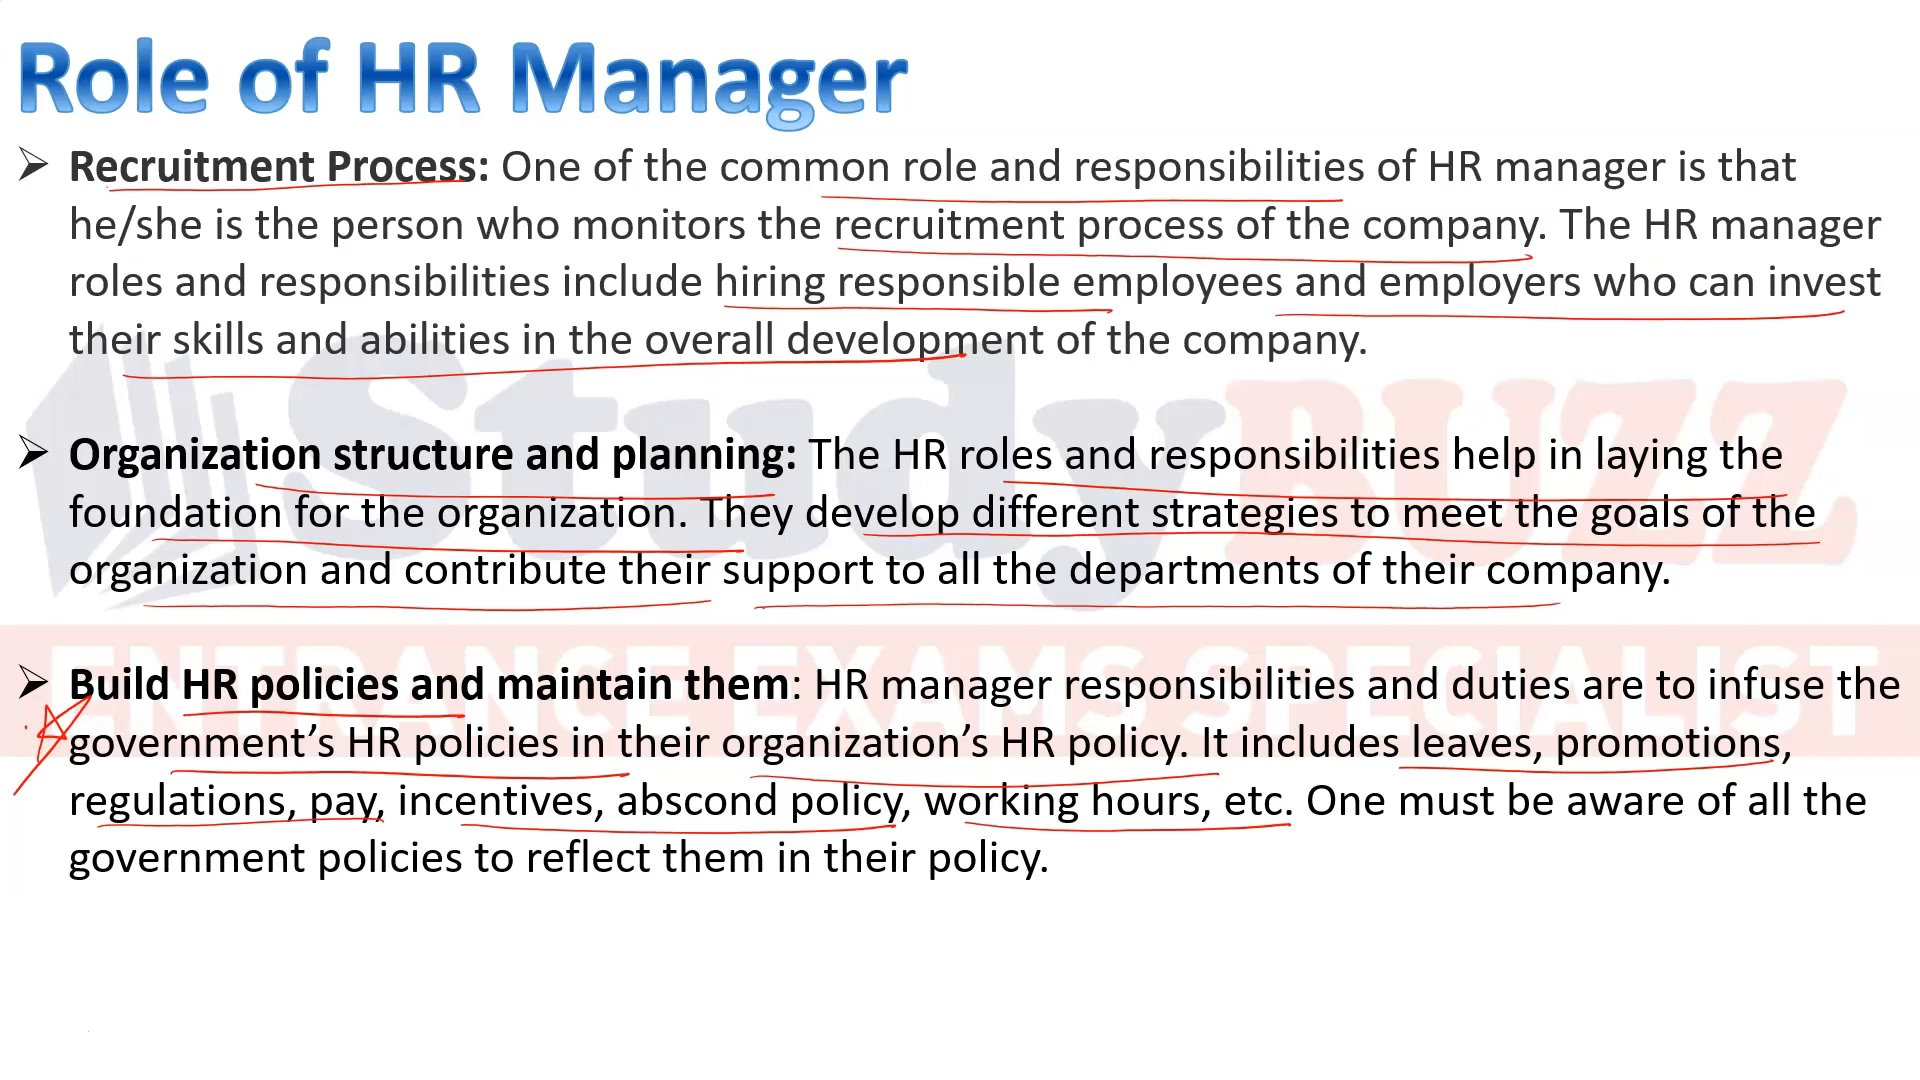 Role of HR Manager
➢ Recruitment Process: One of the common role and responsibilities of HR manager is that
he/she is the person who monitors the recruitment process of the company. The HR manager
roles and responsibilities include hiring responsible employees and employers who can invest
their skills and abilities in the overall development of the company.
➢ Organization structure and planning: The HR roles and responsibilities help in laying the
foundation for the organization. They develop different strategies to meet the goals of the
organization and contribute their support to all the departments of their company.
➢ Build HR policies and maintain them: HR manager responsibilities and duties are to infuse the
government’s HR policies in their organization’s HR policy. It includes leaves, promotions,
regulations, pay, incentives, abscond policy, working hours, etc. One must be aware of all the
government policies to reflect them in their policy.
StudyBUZZ
ENTRANCE EXAMS SPECIALIST